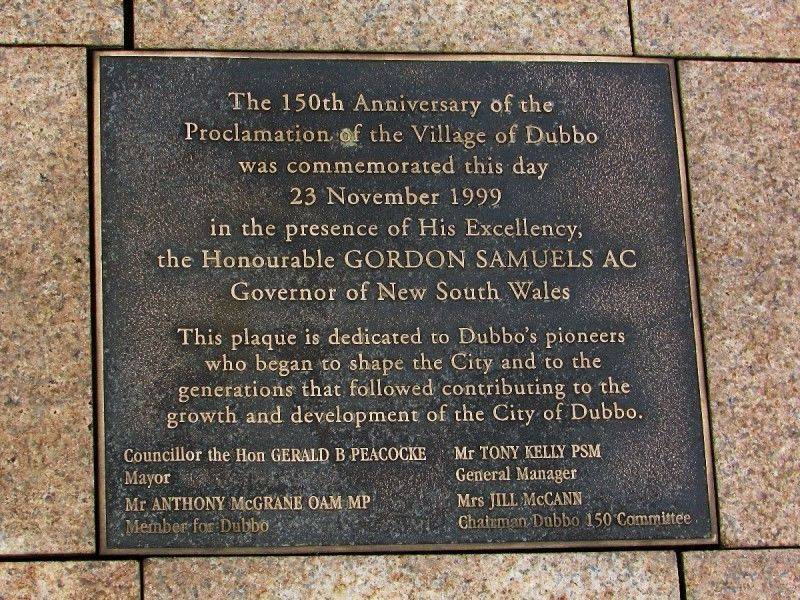 The 150th Anniversary of the
Proclamation of the Village of Dubbo
was commemorated this day
23 November 1999
in the presence of His Excellency,
the Honourable GORDON SAMUELS AC
Governor of New South Wales
This plaque is dedicated to Dubbo's pioneers
who began to shape the City and to the
generations that followed contributing to the
growth and development of the City of Dubbo.
Councillor the Hon GERALD B PEACOCKE
Mayor
Mr ANTHONY McGRANE OAM MP
Member for Dubbo
Mr TONY KELLY PSM
General Manager
Mrs JILL McCANN
Chairman Dubbo 150 Committee